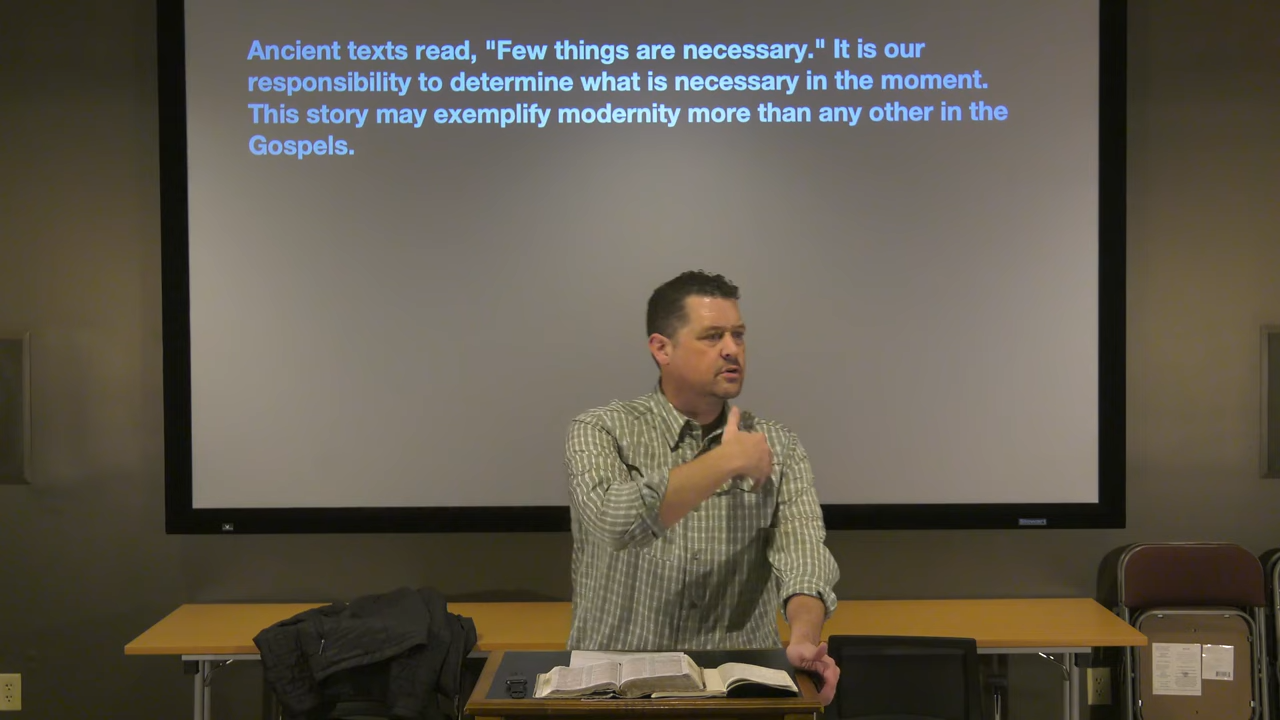 Ancient texts read, "Few things are necessary." It is our
responsibility to determine what is necessary in the moment.
This story may exemplify modernity more than any other in the
Gospels.